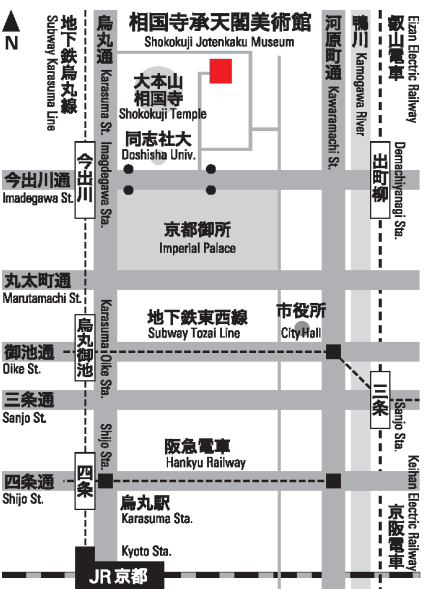 N
地下鉄烏丸線
Subway Karasuma Line
烏丸通
Karasuma St.
相国寺承天閣美術館
Shokokuji Jotenkaku Museum
河原町通
Kawaramachi St.
鴨川
Kamogawa River
叡山電車
Eizan Electric Railway
大本山
相国寺
Shokokuji Temple
同志社大
Doshisha Univ.
今出川
Imagdegawa Sta.
出町柳
Demachiyanagi Sta.
今出川通
Imadegawa St.
京都御所
Imperial Palace
丸太町通
Marutamachi St.
地下鉄東西線
Subway Tozai Line
市役所
City Hall
烏丸御池
Karasuma Oike Sta.
御池通
Oike St.
三条通
Sanjo St.
三条
Sanjo Sta.
阪急電車
Hankyu Railway
四条
Shijo Sta.
四条通
Shijo St.
烏丸駅
Karasuma Sta.
Keihan Electric Railway
京阪電車
Kyoto Sta.
JR京都